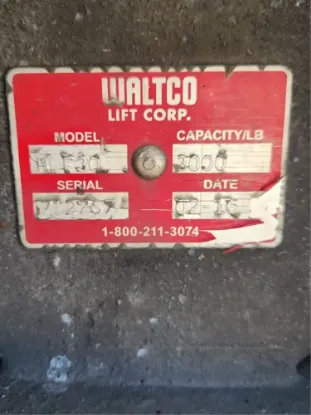 WALTCO
LIFT CORP.
MODEL CAPACITY/LB
3000
SERIAL DATE
1-800-211-3074